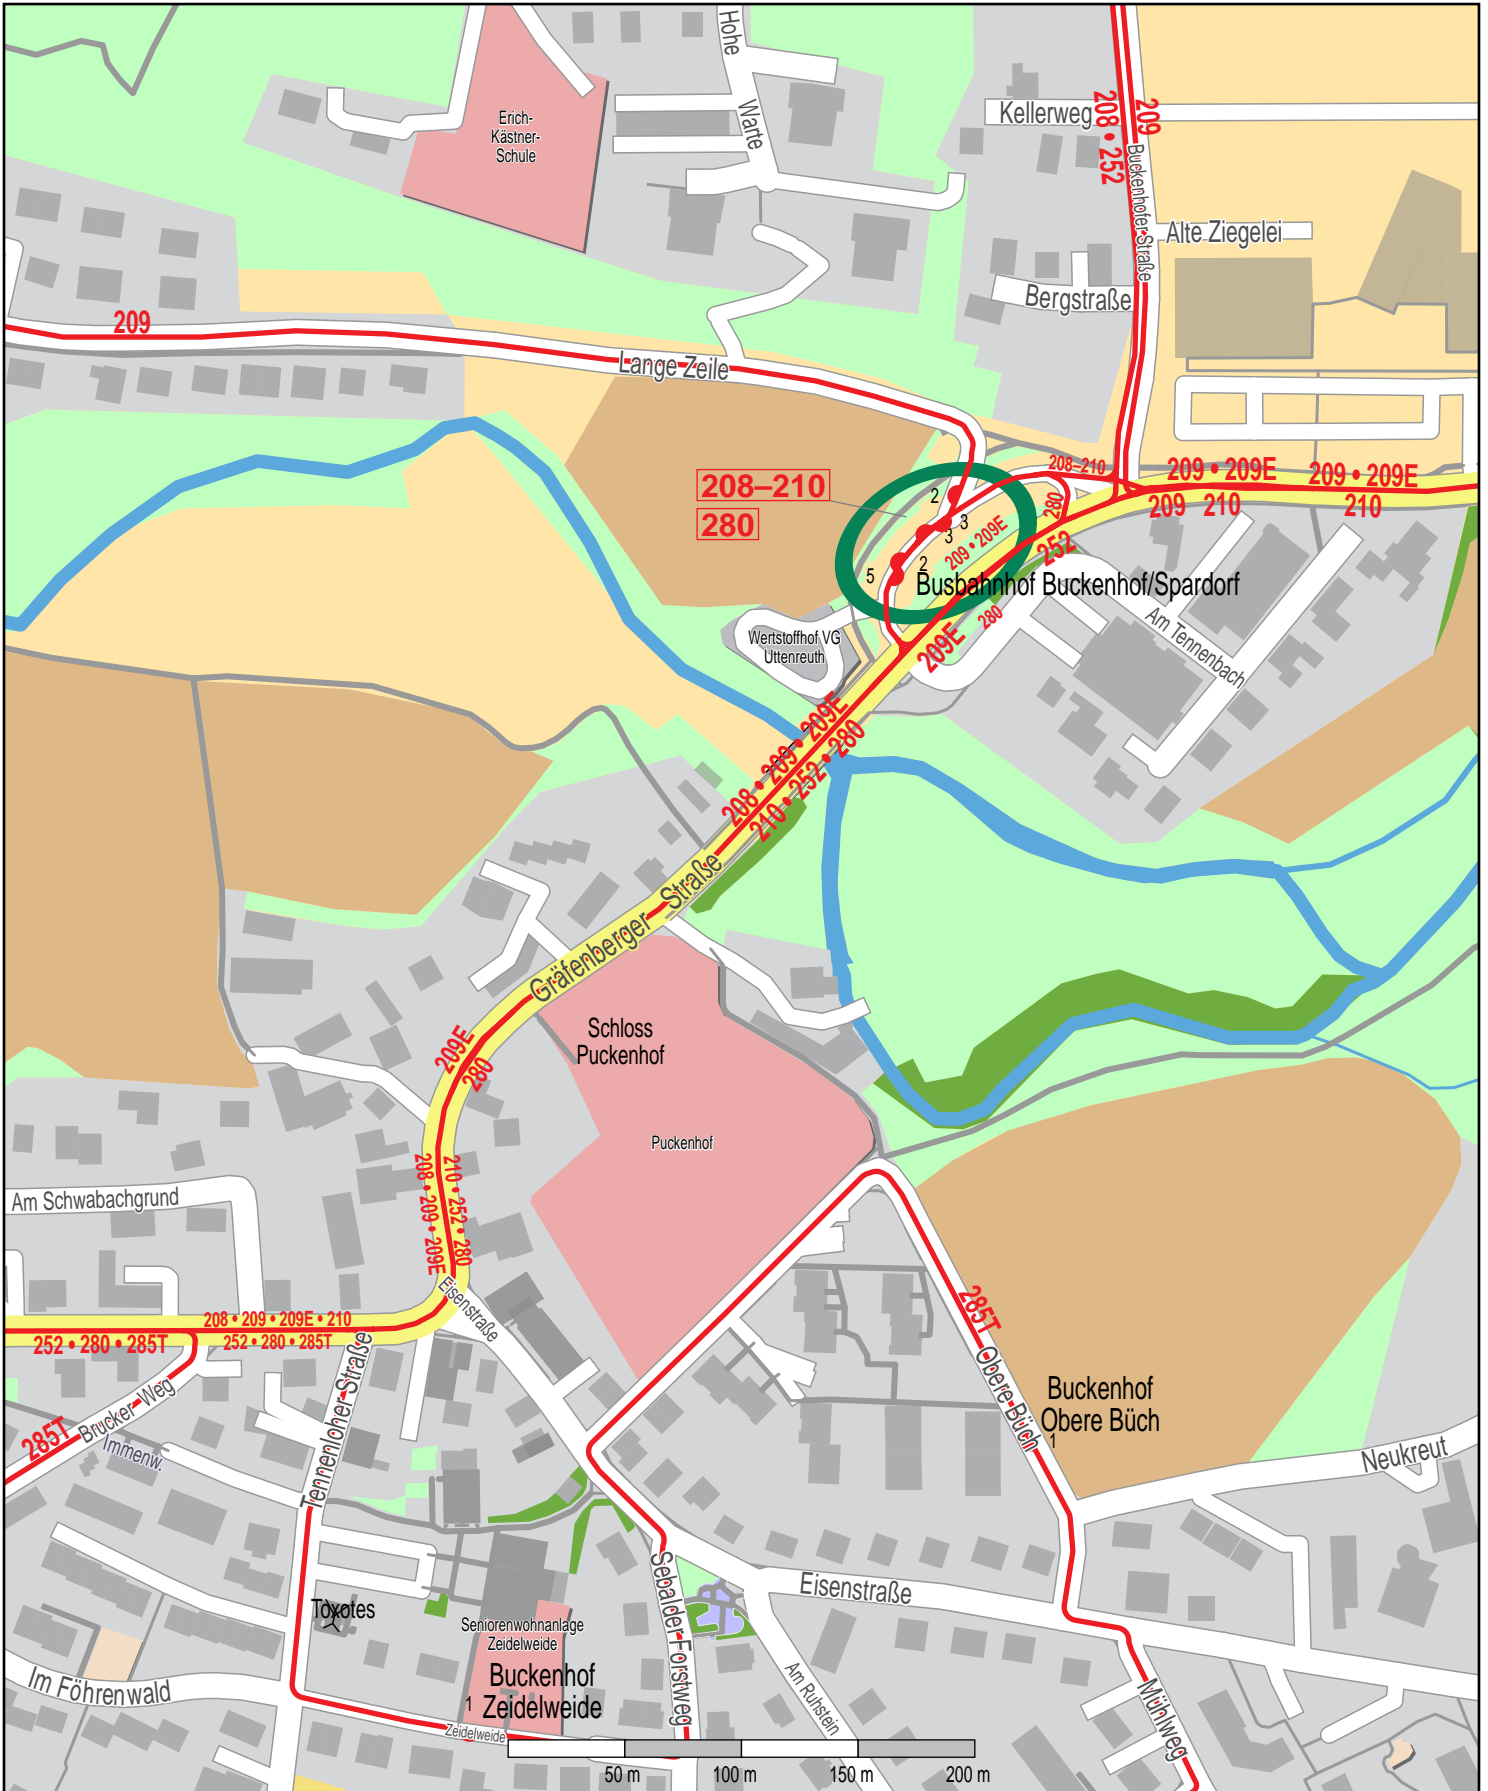 Hohe
Warte
Erich-
Kästner-
Schule
Kellerweg
208 • 252
209
Buckenhofer Straße
Alte Ziegelei
Bergstraße
209
Lange Zeile
208–210
280
208–210
280
209 • 209E
209 • 209E
209
210
210
2
3
3
2
5
209 • 209E
252
Busbahnhof Buckenhof/Spardorf
280
209E
Am Tennenbach
Wertstoffhof VG
Uttenreuth
208 • 209 • 209E
210 • 252 • 280
Gräfenberger Straße
Schloss
Puckenhof
209E
280
Puckenhof
208 • 209 • 209E
210 • 252 • 280
Am Schwabachgrund
Eisenstraße
208 • 209 • 209E • 210
252 • 280 • 285T
252 • 280 • 285T
285T
Brucker Weg
Immenw.
Tennenloher Straße
285T
Obere Büch
Buckenhof
Obere Büch
1
Neukreut
Eisenstraße
Sebalder Forstweg
Toxotes
Seniorenwohnanlage
Zeidelweide
Buckenhof
1 Zeidelweide
Zeidelweide
Im Föhrenwald
Am Ruhstein
Mühlweg
50 m
100 m
150 m
200 m